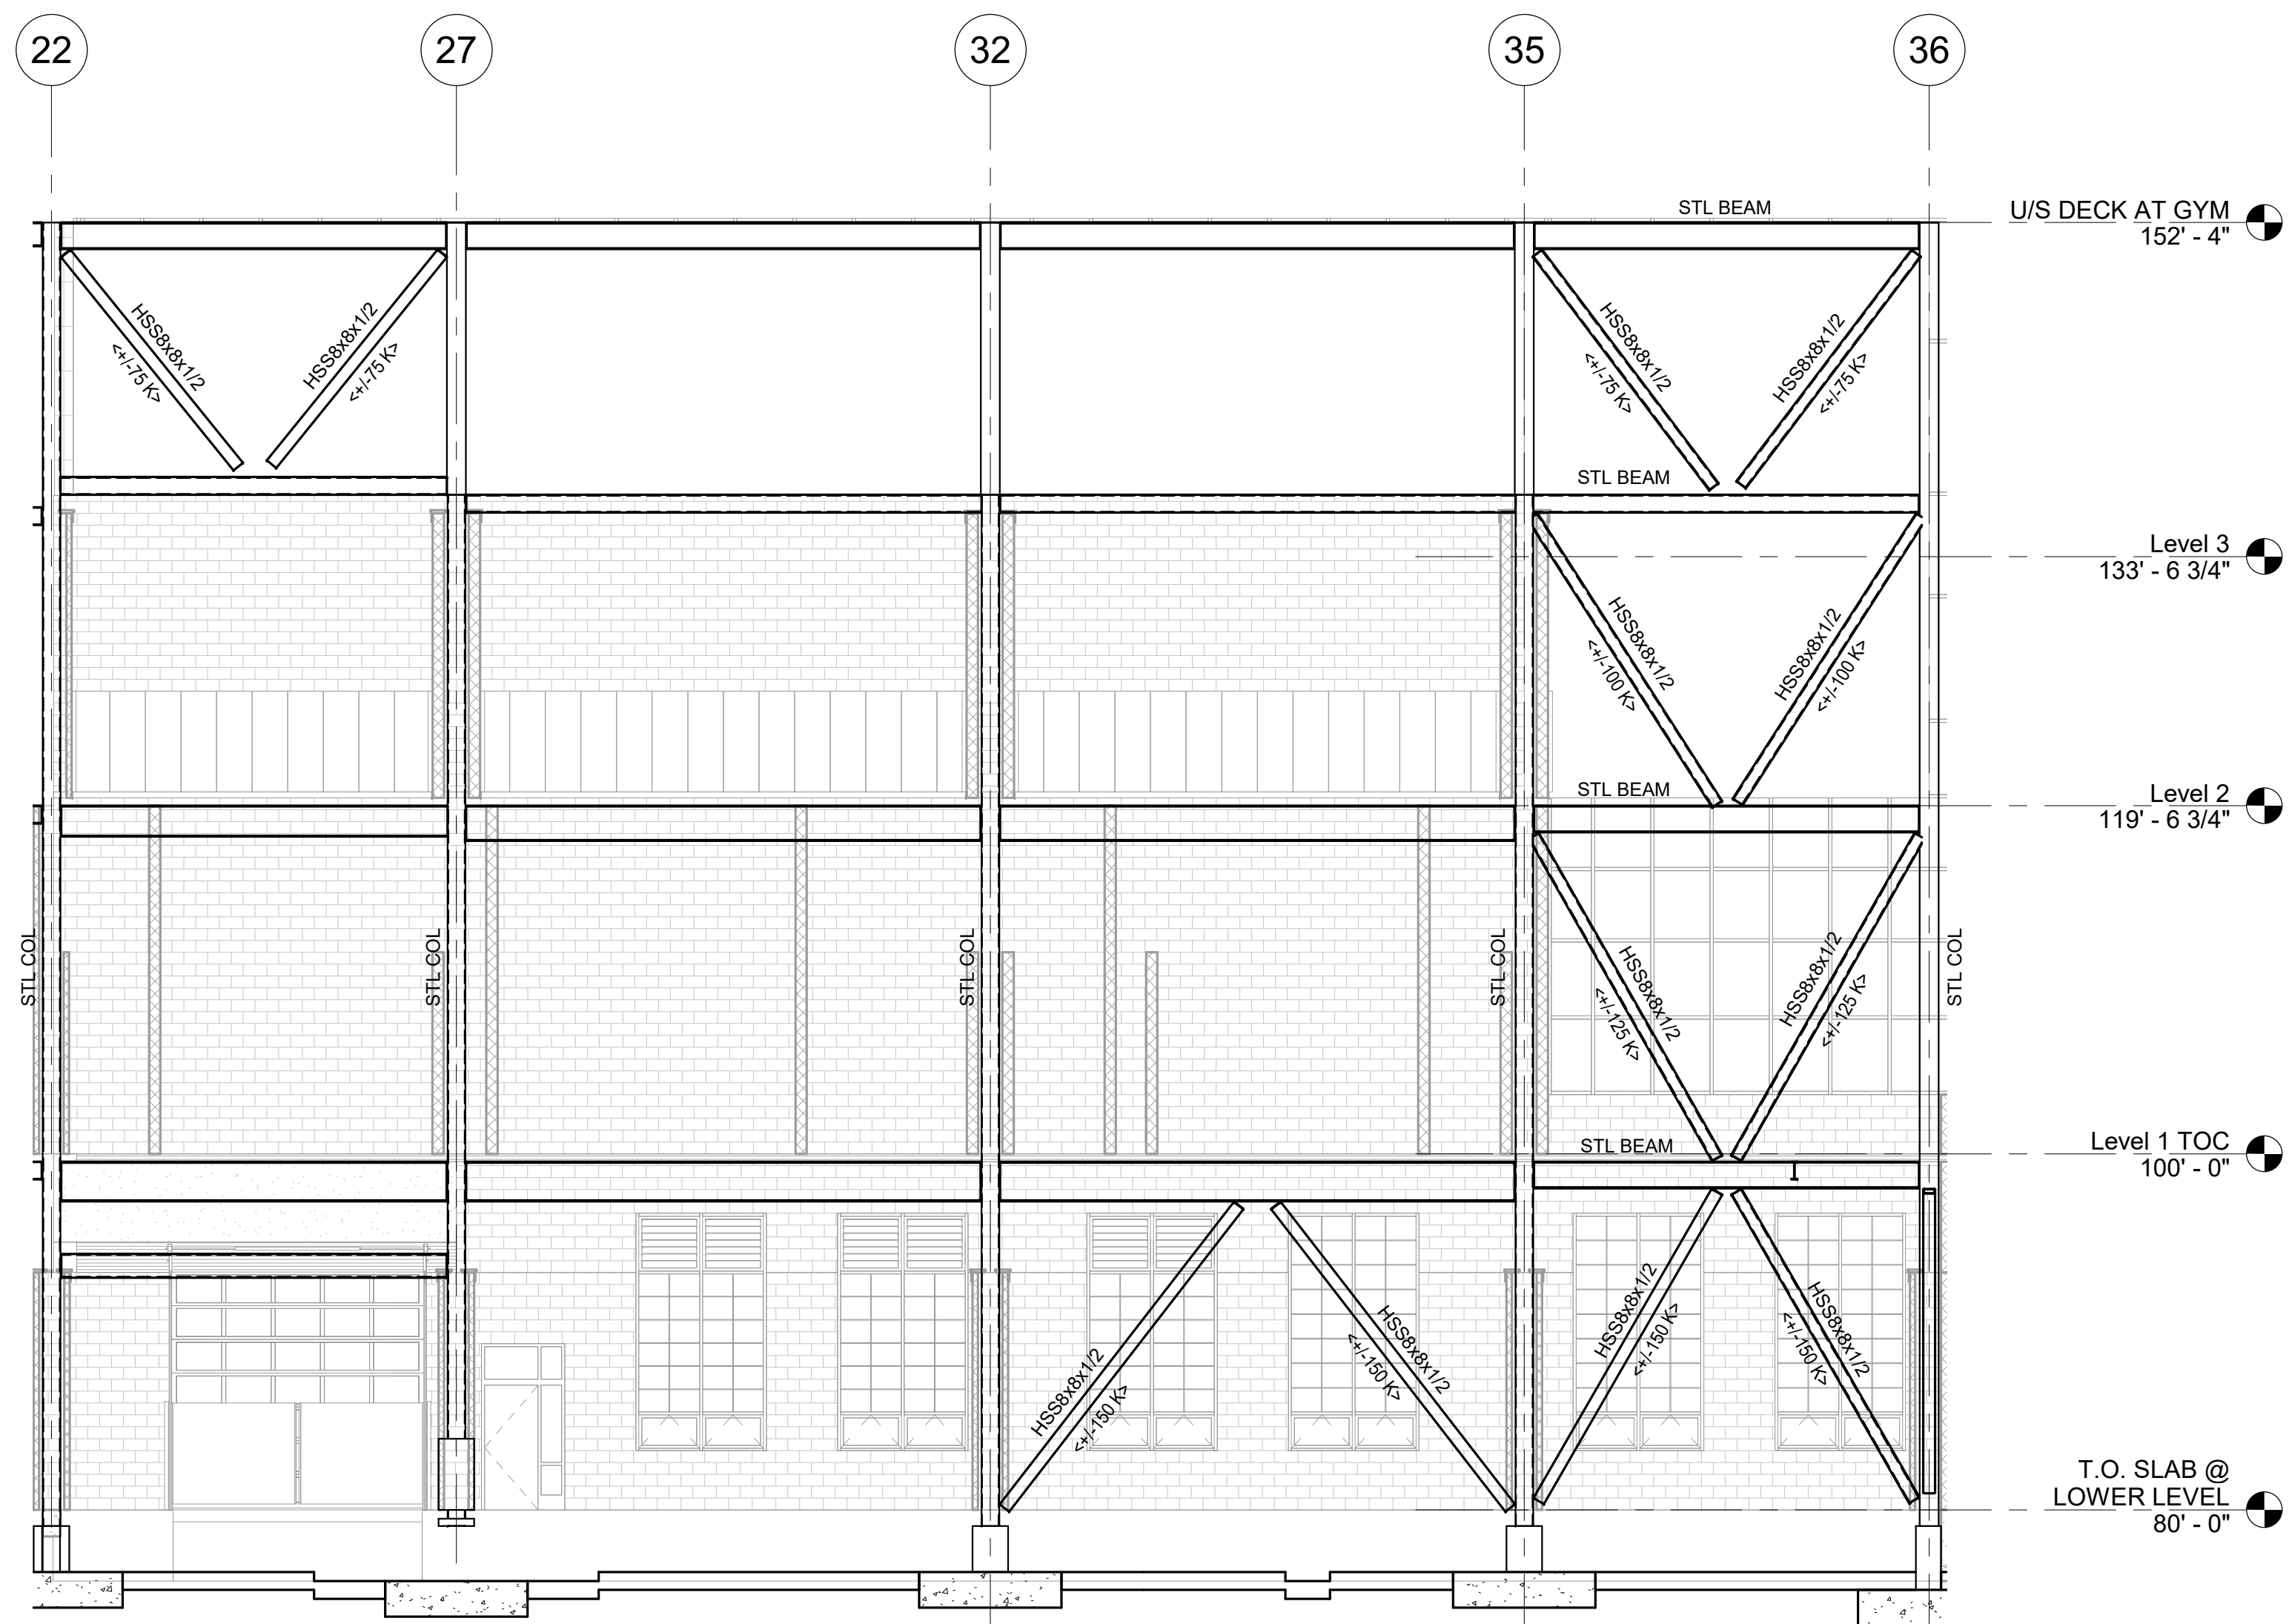 22
27
32
35
36
STL BEAM
U/S DECK AT GYM
152' - 4"
HSS8x8x1/2
<+/-75 K>
HSS8x8x1/2
<+/-75 K>
HSS8x8x1/2
<+/-75 K>
HSS8x8x1/2
<+/-75 K>
STL BEAM
Level 3
133' - 6 3/4"
HSS8x8x1/2
<+/-100 K>
HSS8x8x1/2
<+/-100 K>
STL BEAM
Level 2
119' - 6 3/4"
STL COL
STL COL
STL COL
STL COL
HSS8x8x1/2
<+/-125 K>
HSS8x8x1/2
<+/-125 K>
STL COL
STL BEAM
Level 1 TOC
100' - 0"
HSS8x8x1/2
<+/-150 K>
HSS8x8x1/2
<+/-150 K>
HSS8x8x1/2
<+/-150 K>
HSS8x8x1/2
<+/-150 K>
T.O. SLAB @
LOWER LEVEL
80' - 0"